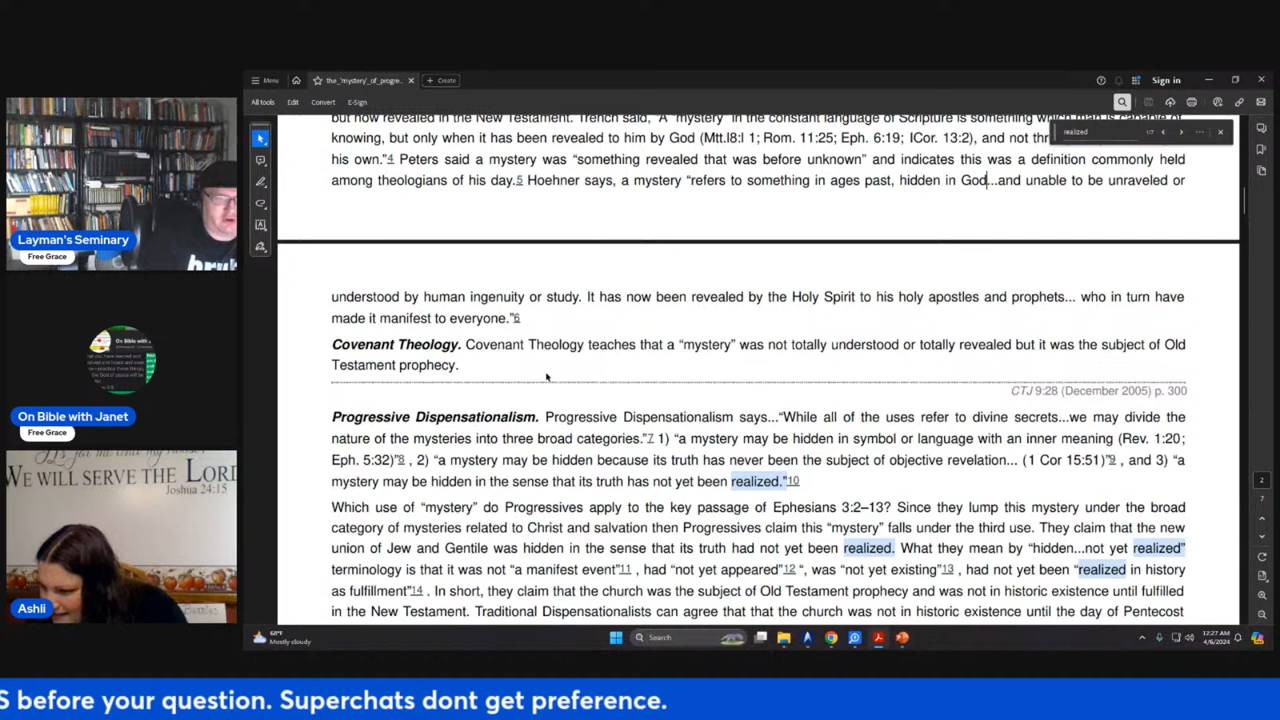 Menu
the_'mystery'_of_progre...
Create
Sign in
All tools
Edit
Convert
E-Sign
realized
1/7
but now revealed in the New Testament. Trench said, "A "mystery" in the constant language of Scripture is something which man is capable of
knowing, but only when it has been revealed to him by God (Mtt.l8:l 1; Rom. 11:25; Eph. 6:19; ICor. 13:2), and not thr
his own."4 Peters said a mystery was "something revealed that was before unknown" and indicates this was a definition commonly held
among theologians of his day.5 Hoehner says, a mystery "refers to something in ages past, hidden in God...and unable to be unraveled or
understood by human ingenuity or study. It has now been revealed by the Holy Spirit to his holy apostles and prophets... who in turn have
made it manifest to everyone."6
Covenant Theology. Covenant Theology teaches that a "mystery" was not totally understood or totally revealed but it was the subject of Old
Testament prophecy.
CTJ 9:28 (December 2005) p. 300
Progressive Dispensationalism. Progressive Dispensationalism says..."While all of the uses refer to divine secrets...we may divide the
nature of the mysteries into three broad categories."7 1) "a mystery may be hidden in symbol or language with an inner meaning (Rev. 1:20;
Eph. 5:32)"8 , 2) "a mystery may be hidden because its truth has never been the subject of objective revelation... (1 Cor 15:51)"9 , and 3) "a
mystery may be hidden in the sense that its truth has not yet been realized."10
Which use of "mystery" do Progressives apply to the key passage of Ephesians 3:2–13? Since they lump this mystery under the broad
category of mysteries related to Christ and salvation then Progressives claim this "mystery" falls under the third use. They claim that the new
union of Jew and Gentile was hidden in the sense that its truth had not yet been realized. What they mean by "hidden...not yet realized"
terminology is that it was not "a manifest event"11 , had "not yet appeared"12 ", was "not yet existing"13 , had not yet been "realized in history
as fulfillment"14 . In short, they claim that the church was the subject of Old Testament prophecy and was not in historic existence until fulfilled
in the New Testament. Traditional Dispensationalists can agree that that the church was not in historic existence until the day of Pentecost
2
7
Layman's Seminary
Free Grace
On Bible with
On Bible with Janet
Free Grace
WE WILL SERVE THE LORD
Joshua 24:15
Ashli
68°F
Mostly cloudy
Search
12:27 AM
4/6/2024
S before your question. Superchats dont get preference.